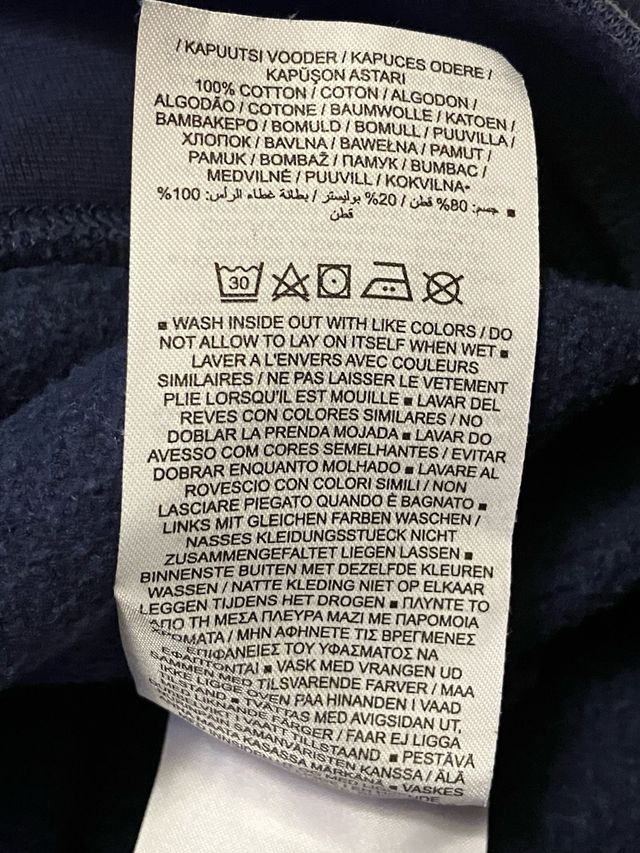 / KAPUUTSI VOODER / KAPUCES ODERE /
KAPÜŞON ASTARI
100% COTTON / COTON / ALGODON /
ALGODÃO / COTONE / BAUMWOLLE / KATOEN /
ΒΑΜΒΑΚΕΡΟ / BOMULD / BOMULL / PUUVILLA /
ХЛОПОК / BAVLNA / BAWEŁNA / PAMUT /
PAMUK / BOMBAŽ / ПАМУК / BUMBAC /
MEDVILNĖ / PUUVILL / KOKVILNA
■ جسم: 80% قطن / 20% بوليستر / بطانة غطاء الرأس: 100%
قطن
30
■ WASH INSIDE OUT WITH LIKE COLORS / DO
NOT ALLOW TO LAY ON ITSELF WHEN WET ■
LAVER A L'ENVERS AVEC COULEURS
SIMILAIRES / NE PAS LAISSER LE VETEMENT
PLIE LORSQU'IL EST MOUILLE ■ LAVAR DEL
REVES CON COLORES SIMILARES / NO
DOBLAR LA PRENDA MOJADA ■ LAVAR DO
AVESSO COM CORES SEMELHANTES / EVITAR
DOBRAR ENQUANTO MOLHADO ■ LAVARE AL
ROVESCIO CON COLORI SIMILI / NON
LASCIARE PIEGATO QUANDO È BAGNATO ■
LINKS MIT GLEICHEN FARBEN WASCHEN /
NASSES KLEIDUNGSSTUECK NICHT
ZUSAMMENGEFALTET LIEGEN LASSEN ■
BINNENSTE BUITEN MET DEZELFDE KLEUREN
WASSEN / NATTE KLEDING NIET OP ELKAAR
LEGGEN TIJDENS HET DROGEN ■ ΠΛΥΝΤΕ ΤΟ
ΑΠΟ ΤΗ ΜΕΣΑ ΠΛΕΥΡΑ ΜΑΖΙ ΜΕ ΠΑΡΟΜΟΙΑ
ΧΡΩΜΑΤΑ / ΜΗΝ ΑΦΗΝΕΤΕ ΤΙΣ ΒΡΕΓΜΕΝΕΣ
ΕΠΙΦΑΝΕΙΕΣ ΤΟΥ ΥΦΑΣΜΑΤΟΣ ΝΑ
ΕΦΑΠΤΟΝΤΑΙ ■ VASK MED VRANGEN UD
SAMMEN MED TILSVARENDE FARVER / MAA
IKKE LIGGE OVEN PAA HINANDEN I VAAD
TILSTAND ■ TVÄTTAS MED AVIGSIDAN UT,
MED LIKNANDE FÄRGER / FAAR EJ LIGGA
VAATT TILLSTAAND ■ PESTÄVÄ
SAMANVÄRISTEN KANSSA / ÄLÄ
KASASSA MARKÄNÄ ■ VASKES